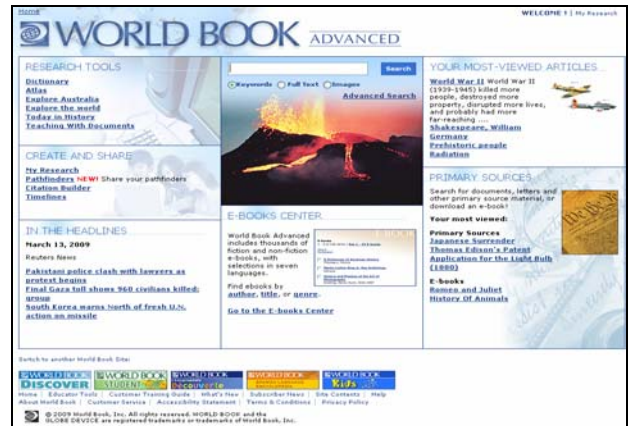 Home
WELCOME ! | My Research
WORLD BOOK ADVANCED
RESEARCH TOOLS
Dictionary
Atlas
Explore Australia
Explore the world
Today in History
Teaching With Documents
CREATE AND SHARE
My Research
Pathfinders NEW! Share your pathfinders
Citation Builder
Timelines
IN THE HEADLINES
March 13, 2009
Reuters News
Pakistani police clash with lawyers as
protest begins
Final Gaza toll shows 960 civilians killed:
group
South Korea warns North of fresh U.N.
action on missile
Search
Keywords Full Text Images
Advanced Search
E-BOOKS CENTER
World Book Advanced
includes thousands of
fiction and non-fiction
e-books, with
selections in seven
languages.
Find ebooks by
author, title, or genre.
Go to the E-books Center
E-BOOK
YOUR MOST-VIEWED ARTICLES
World War II World War II
(1939-1945) killed more
people, destroyed more
property, disrupted more lives,
and probably had more
far-reaching ....
Shakespeare, William
Germany
Prehistoric people
Radiation
PRIMARY SOURCES
Search for documents, letters and
other primary source material, or
download an e-book!
Your most viewed:
Primary Sources
Japanese Surrender
Thomas Edison's Patent
Application for the Light Bulb
(1880)
E-books
Romeo and Juliet
History Of Animals
We the People
Switch to another World Book Site:
WORLD BOOK DISCOVER
WORLD BOOK STUDENT
Découverte
WORLD BOOK
WORLD BOOK Kids
Home | Educator Tools | Customer Training Guide | What's New | Subscriber News | Site Contents | Help
About World Book | Customer Service | Accessibility Statement | Terms & Conditions | Privacy Policy
© 2009 World Book, Inc. All rights reserved. WORLD BOOK and the
GLOBE DEVICE are registered trademarks or trademarks of World Book, Inc.